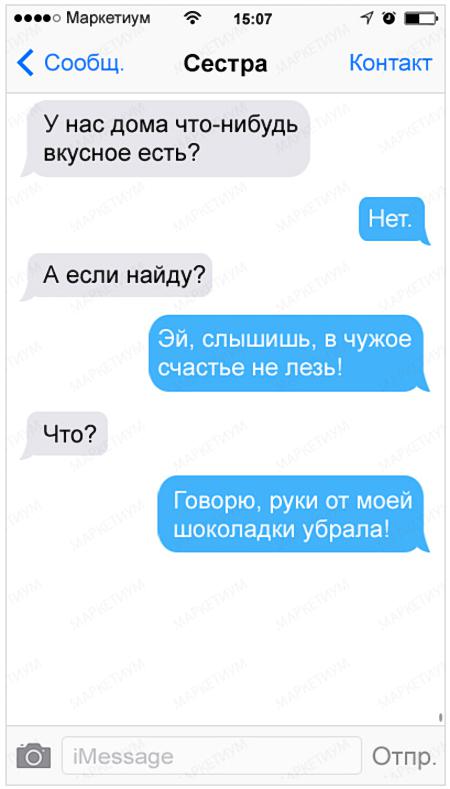 Маркетиум 15:07
Сообщ. Сестра Контакт
У нас дома что-нибудь
вкусное есть?
Нет.
А если найду?
Эй, слышишь, в чужое
счастье не лезь!
Что?
Говорю, руки от моей
шоколадки убрала!
iMessage Отпр.
МАРКЕТИУМ